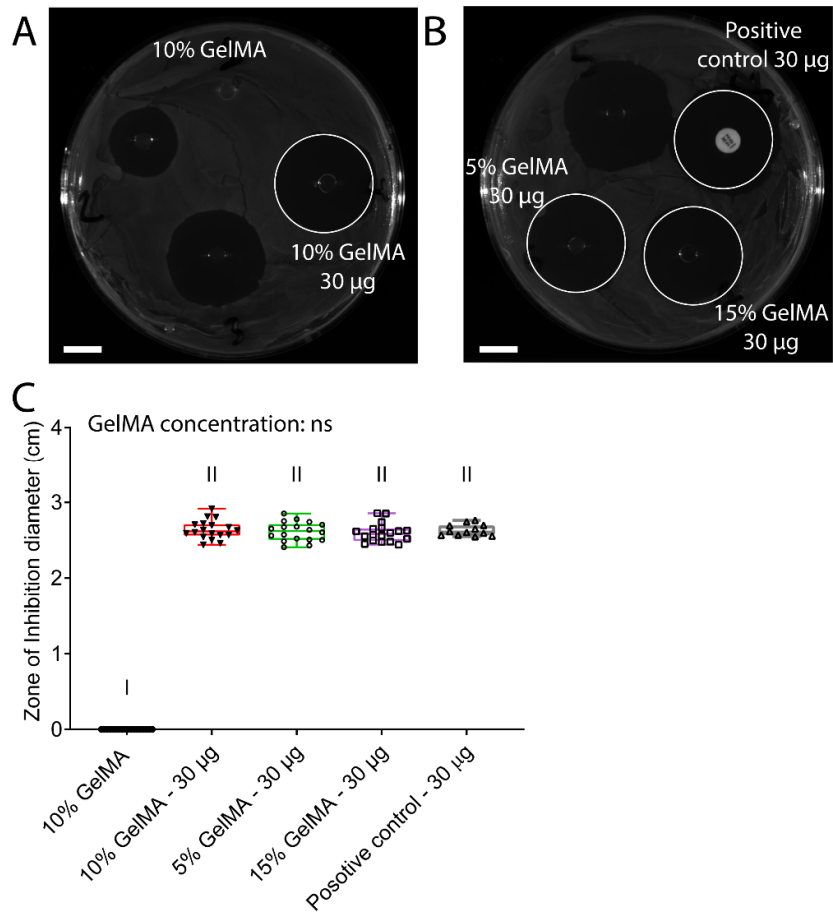 A
10% GelMA
10% GelMA
30 µg
B
Positive
control 30 µg
5% GelMA
30 µg
15% GelMA
30 µg
C
GelMA concentration: ns
Zone of Inhibition diameter (cm)
4
3
2
1
0
I
II
II
II
II
10% GelMA
10% GelMA - 30 µg
5% GelMA - 30 µg
15% GelMA - 30 µg
Posotive control - 30 µg